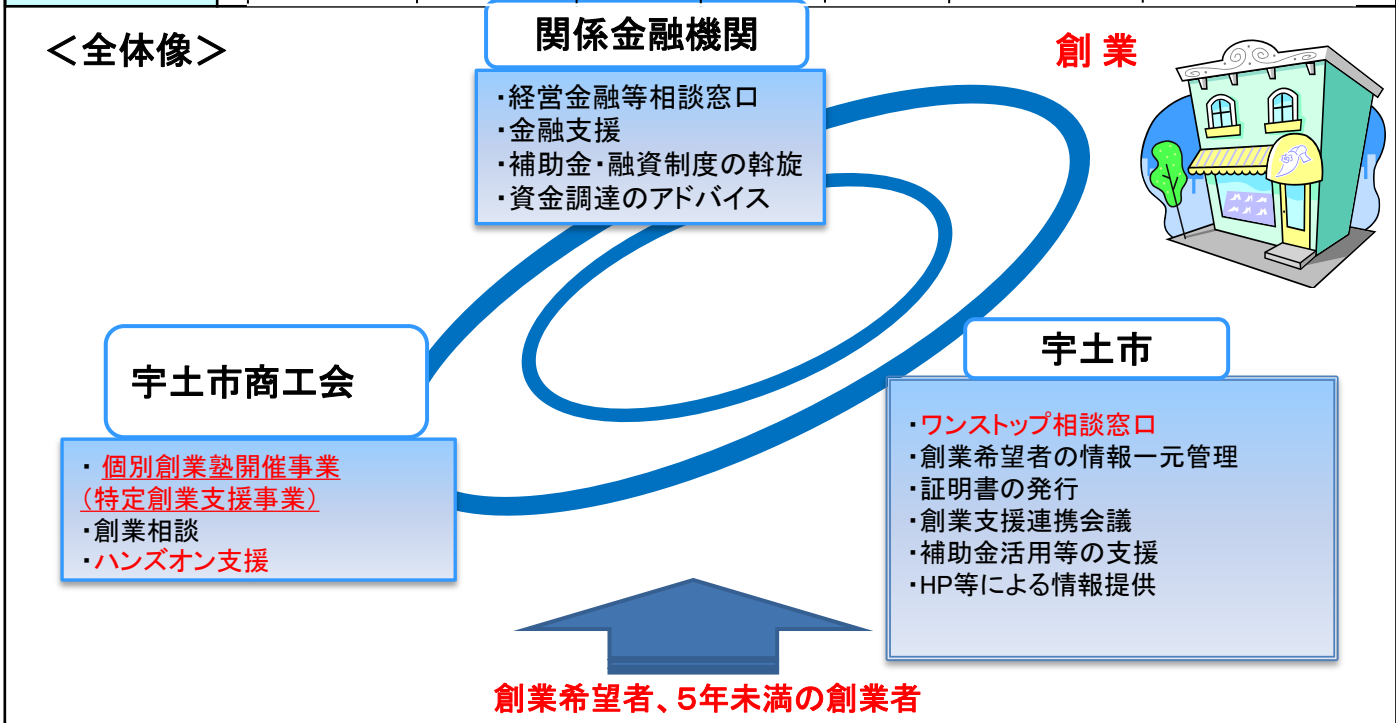 <全体像>
関係金融機関
・経営金融等相談窓口
・金融支援
・補助金・融資制度の斡旋
・資金調達のアドバイス
創 業
宇土市商工会
・ 個別創業塾開催事業
(特定創業支援事業)
・創業相談
・ハンズオン支援
宇土市
・ワンストップ相談窓口
・創業希望者の情報一元管理
・証明書の発行
・創業支援連携会議
・補助金活用等の支援
・HP等による情報提供
創業希望者、5年未満の創業者